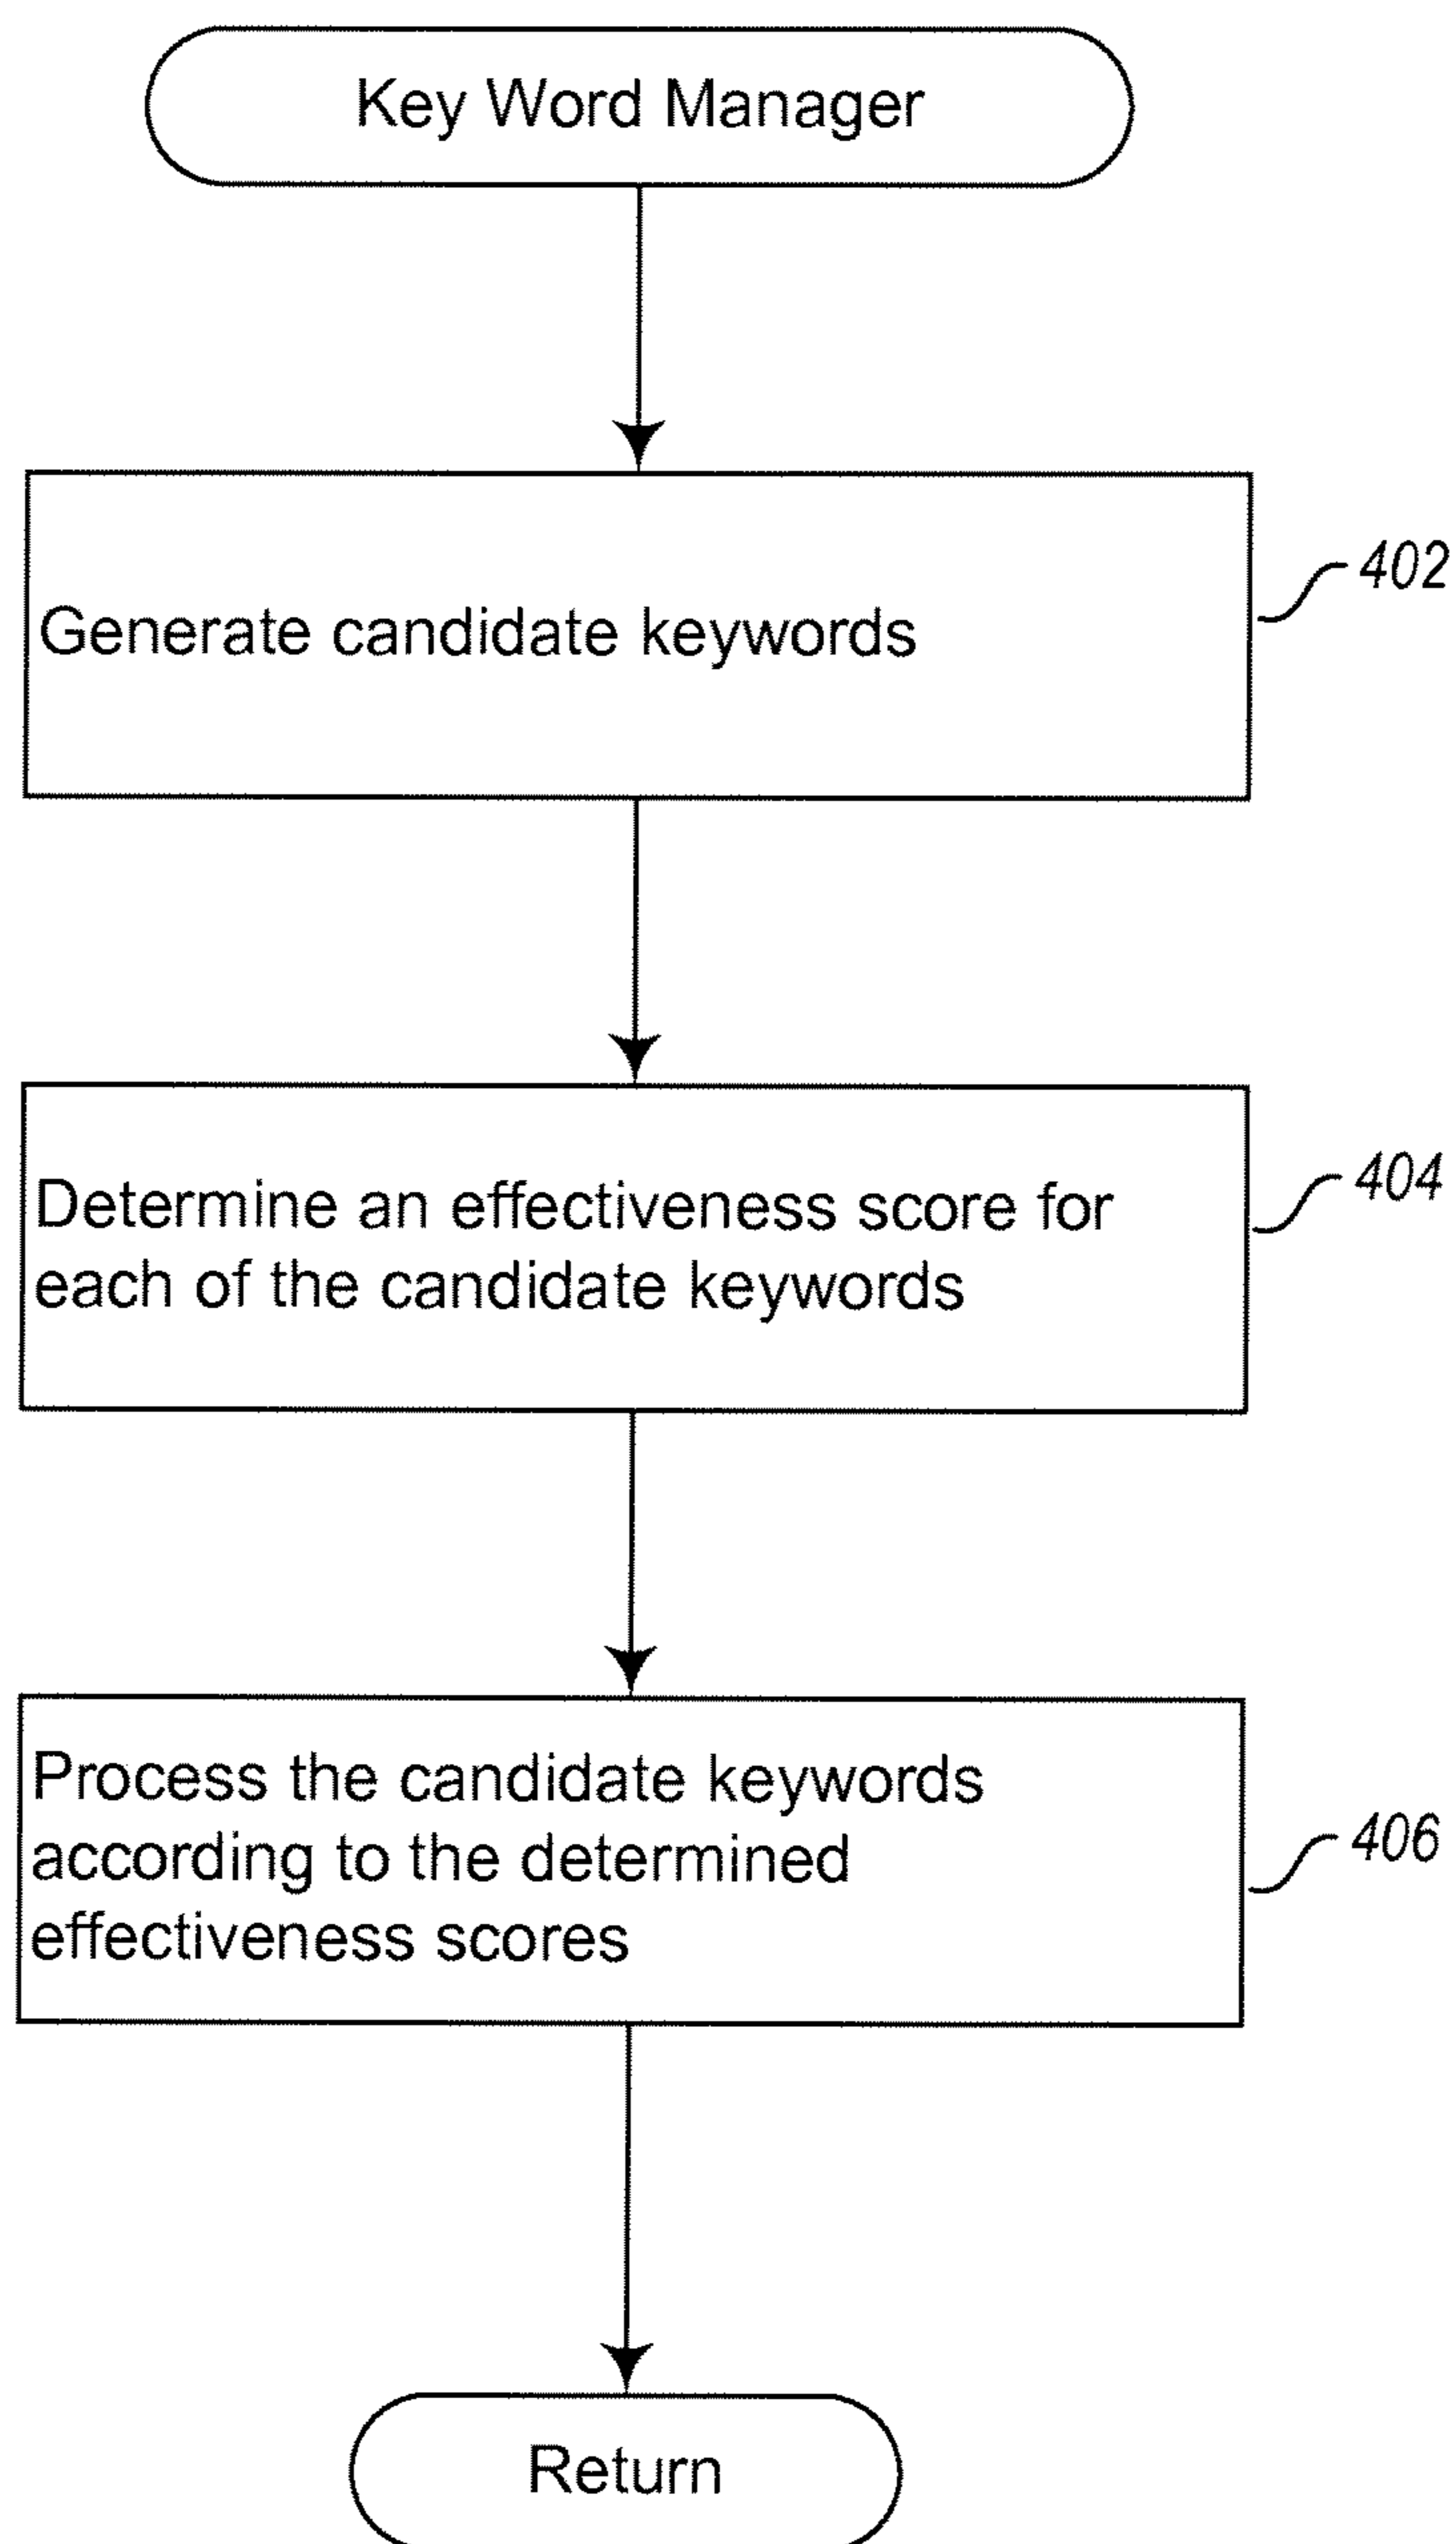 Key Word Manager
Generate candidate keywords
402
Determine an effectiveness score for
each of the candidate keywords
404
Process the candidate keywords
according to the determined
effectiveness scores
406
Return